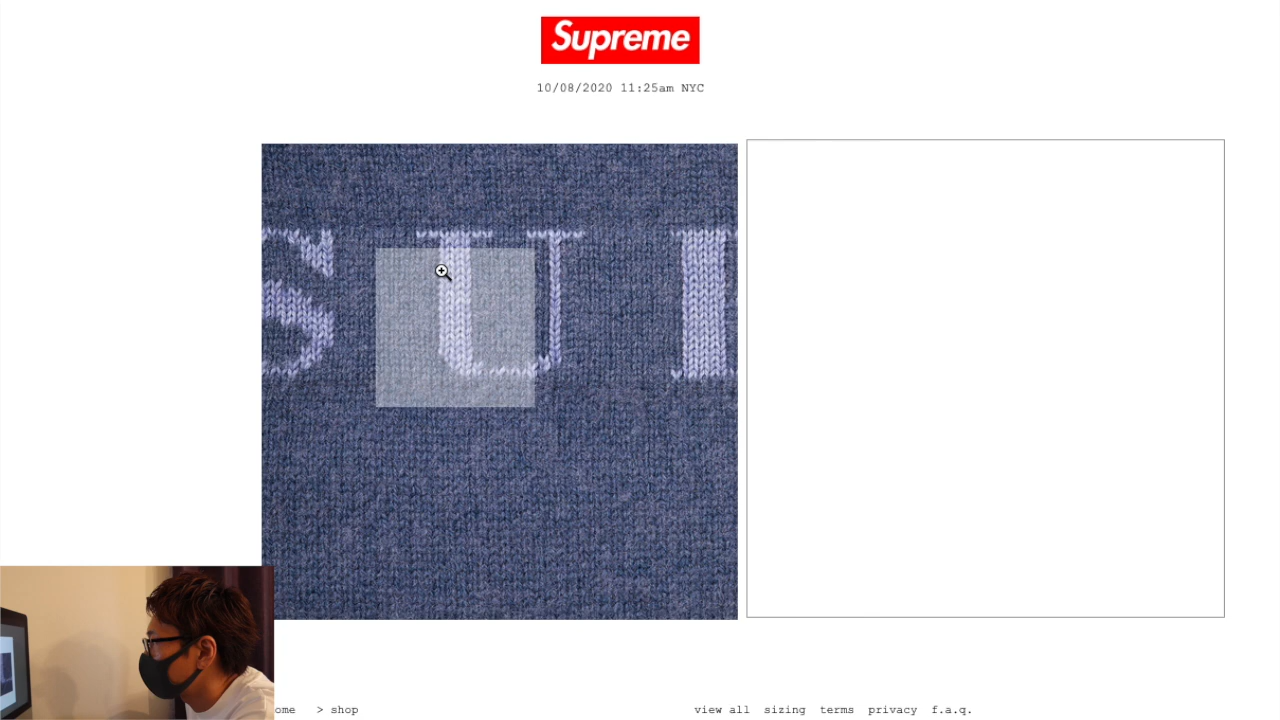 Supreme
10/08/2020 11:25am NYC
S U
ome > shop
view all sizing terms privacy f.a.q.